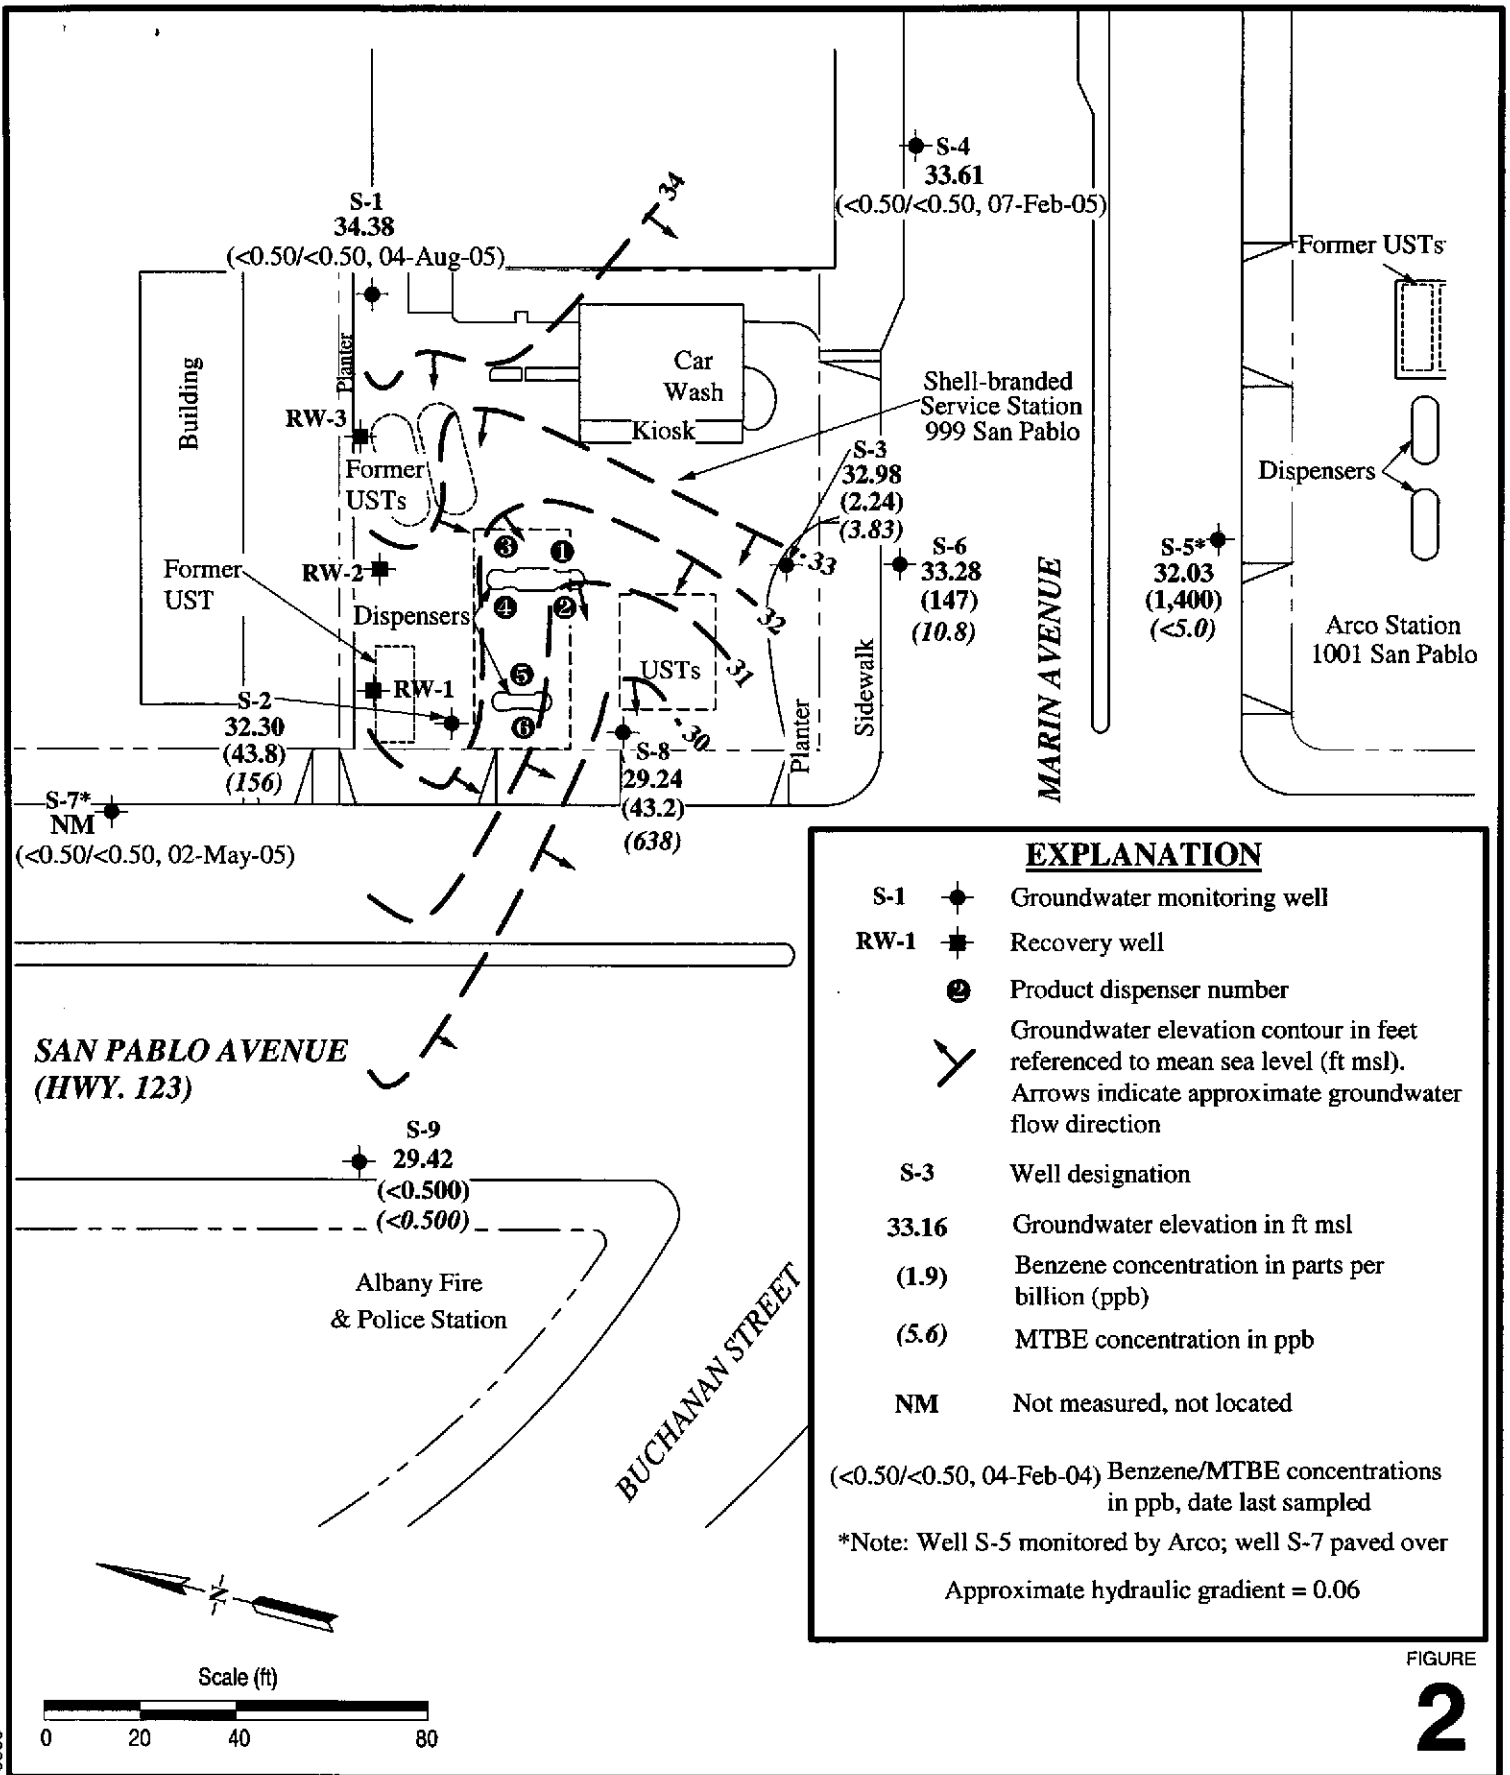 34
S-4
33.61
(<0.50/<0.50, 07-Feb-05)
S-1
34.38
(<0.50/<0.50, 04-Aug-05)
Former USTs
Planter
Building
Car
Wash
Kiosk
Shell-branded
Service Station
999 San Pablo
RW-3
Former
USTs
S-3
32.98
(2.24)
(3.83)
Dispensers
33
S-6
33.28
(147)
(10.8)
S-5*
32.03
(1,400)
(<5.0)
Arco Station
1001 San Pablo
MARIN AVENUE
Former
UST
RW-2
3
1
4
2
Dispensers
32
31
USTs
5
6
RW-1
30
Planter
Sidewalk
S-2
32.30
(43.8)
(156)
S-8
29.24
(43.2)
(638)
S-7*
NM
(<0.50/<0.50, 02-May-05)
SAN PABLO AVENUE
(HWY. 123)
S-9
29.42
(<0.500)
(<0.500)
Albany Fire
& Police Station
BUCHANAN STREET
EXPLANATION
S-1 Groundwater monitoring well
RW-1 Recovery well
2 Product dispenser number
Groundwater elevation contour in feet
referenced to mean sea level (ft msl).
Arrows indicate approximate groundwater
flow direction
S-3 Well designation
33.16 Groundwater elevation in ft msl
(1.9) Benzene concentration in parts per
billion (ppb)
(5.6) MTBE concentration in ppb
NM Not measured, not located
(<0.50/<0.50, 04-Feb-04) Benzene/MTBE concentrations
in ppb, date last sampled
*Note: Well S-5 monitored by Arco; well S-7 paved over
Approximate hydraulic gradient = 0.06
N
Scale (ft)
0 20 40 80
FIGURE
2